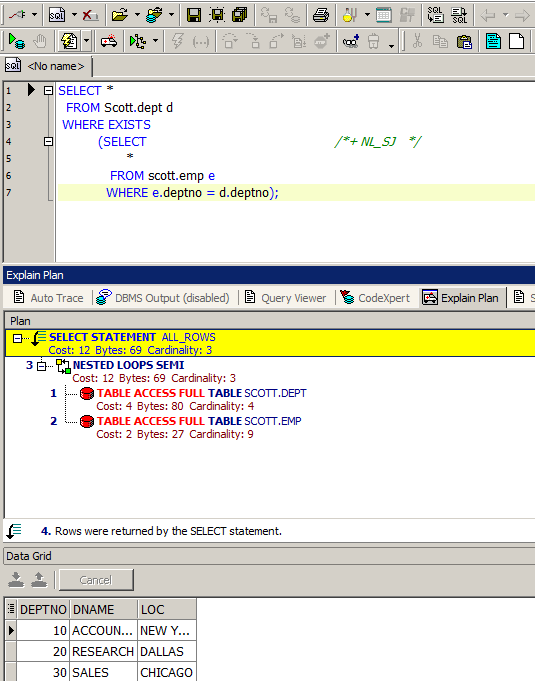 SQL
SQL SQL
SQL <No name>
1 SELECT *
2 FROM Scott.dept d
3 WHERE EXISTS
4 (SELECT /*+ NL_SJ */
5 *
6 FROM scott.emp e
7 WHERE e.deptno = d.deptno);
Explain Plan
Auto Trace DBMS Output (disabled) Query Viewer CodeXpert Explain Plan S
Plan
SELECT STATEMENT ALL_ROWS
Cost: 12 Bytes: 69 Cardinality: 3
3 NESTED LOOPS SEMI
Cost: 12 Bytes: 69 Cardinality: 3
1 TABLE ACCESS FULL TABLE SCOTT.DEPT
Cost: 4 Bytes: 80 Cardinality: 4
2 TABLE ACCESS FULL TABLE SCOTT.EMP
Cost: 2 Bytes: 27 Cardinality: 9
4. Rows were returned by the SELECT statement.
Data Grid
Cancel
DEPTNO DNAME LOC
10 ACCOUN... NEW Y...
20 RESEARCH DALLAS
30 SALES CHICAGO